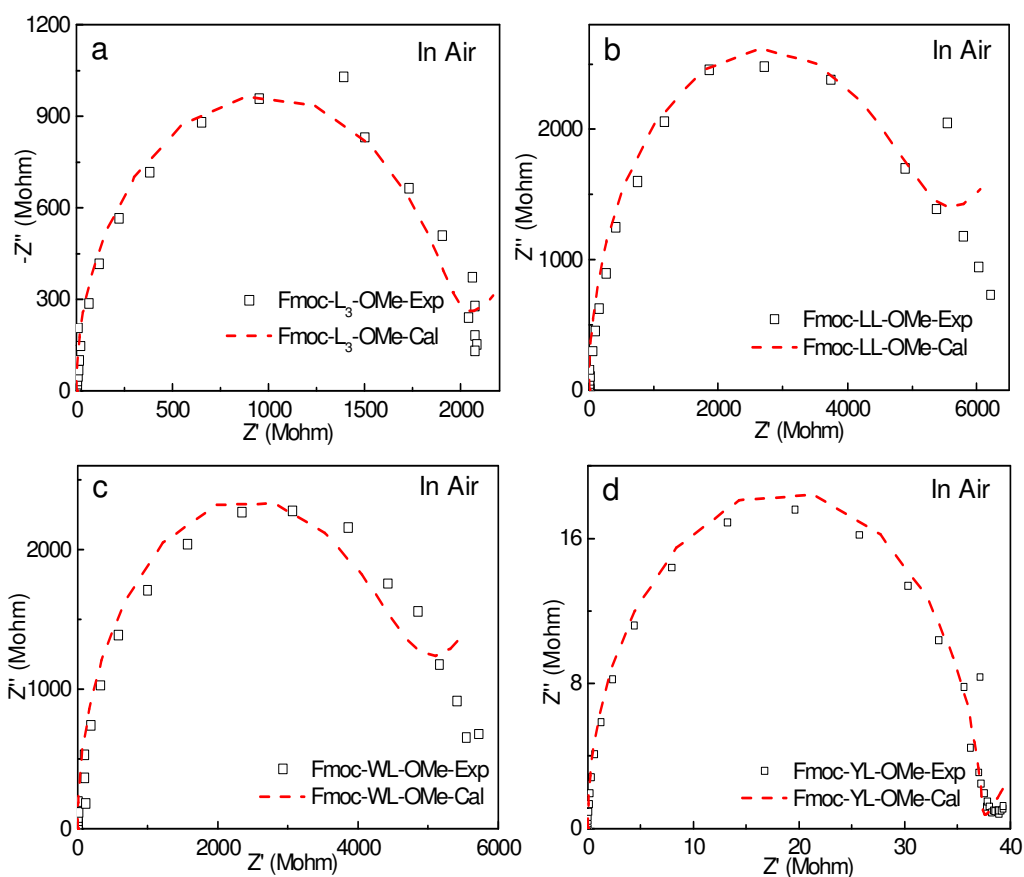 a
In Air
1200
900
600
300
0
-Z'' (Mohm)
Fmoc-L3-OMe-Exp
Fmoc-L3-OMe-Cal
0 500 1000 1500 2000
Z' (Mohm)
b
In Air
2000
1000
0
Z'' (Mohm)
Fmoc-LL-OMe-Exp
Fmoc-LL-OMe-Cal
0 2000 4000 6000
Z' (Mohm)
c
In Air
2000
1000
0
Z'' (Mohm)
Fmoc-WL-OMe-Exp
Fmoc-WL-OMe-Cal
0 2000 4000 6000
Z' (Mohm)
d
In Air
16
8
0
Z'' (Mohm)
Fmoc-YL-OMe-Exp
Fmoc-YL-OMe-Cal
0 10 20 30 40
Z' (Mohm)